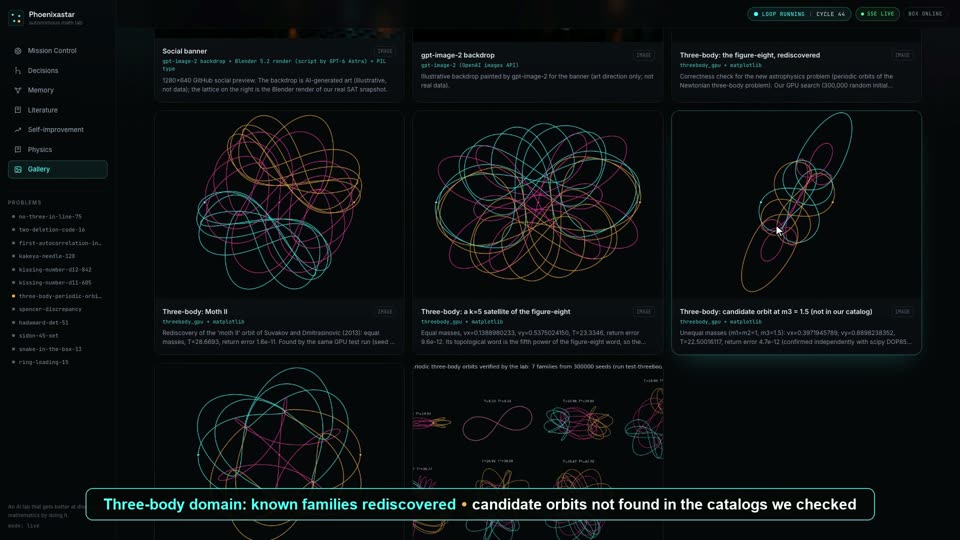 Phoenixastar
autonomous math lab
LOOP RUNNING | CYCLE 44
SSE LIVE
BOX ONLINE
Mission Control
Decisions
Memory
Literature
Self-improvement
Physics
Gallery
PROBLEMS
no-three-in-line-75
two-deletion-code-16
first-autocorrelation-in…
kakeya-needle-128
kissing-number-d12-842
kissing-number-d11-605
three-body-periodic-orbi…
spencer-discrepancy
hadamard-det-51
sidon-45-set
snake-in-the-box-13
ring-loading-15
An AI lab that gets better at
mathematics by doing it.
mode: live
Social banner
IMAGE
gpt-image-2 backdrop + Blender 5.2 render (script by GPT-6 Astra) + PIL
type
1280×640 GitHub social preview. The backdrop is AI-generated art (illustrative,
not data); the lattice on the right is the Blender render of our real SAT snapshot.
gpt-image-2 backdrop
IMAGE
gpt-image-2 (OpenAI images API)
Illustrative backdrop painted by gpt-image-2 for the banner (art direction only; not
real data).
Three-body: the figure-eight, rediscovered
IMAGE
threebody_gpu + matplotlib
Correctness check for the new astrophysics problem (periodic orbits of the
Newtonian three-body problem). Our GPU search (300,000 random initial…
Three-body: Moth II
IMAGE
threebody_gpu + matplotlib
Rediscovery of the 'moth II' orbit of Suvakov and Dmitrasinovic (2013): equal
masses, T=28.6693, return error 1.6e-11. Found by the same GPU test run (seed …
Three-body: a k=5 satellite of the figure-eight
IMAGE
threebody_gpu + matplotlib
Equal masses, vx=0.1386980233, vy=0.5375024150, T=23.3346, return error
9.6e-12. Its topological word is the fifth power of the figure-eight word, so the…
Three-body: candidate orbit at m3 = 1.5 (not in our catalog)
IMAGE
threebody_gpu + matplotlib
Unequal masses (m1=m2=1, m3=1.5): vx=0.3971945789, vy=0.8898238352,
T=22.50016117, return error 4.7e-12 (confirmed independently with scipy DOP85…
riodic three-body orbits verified by the lab: 7 families from 300000 seeds (run test-threebod
Three-body domain: known families rediscovered • candidate orbits not found in the catalogs we checked